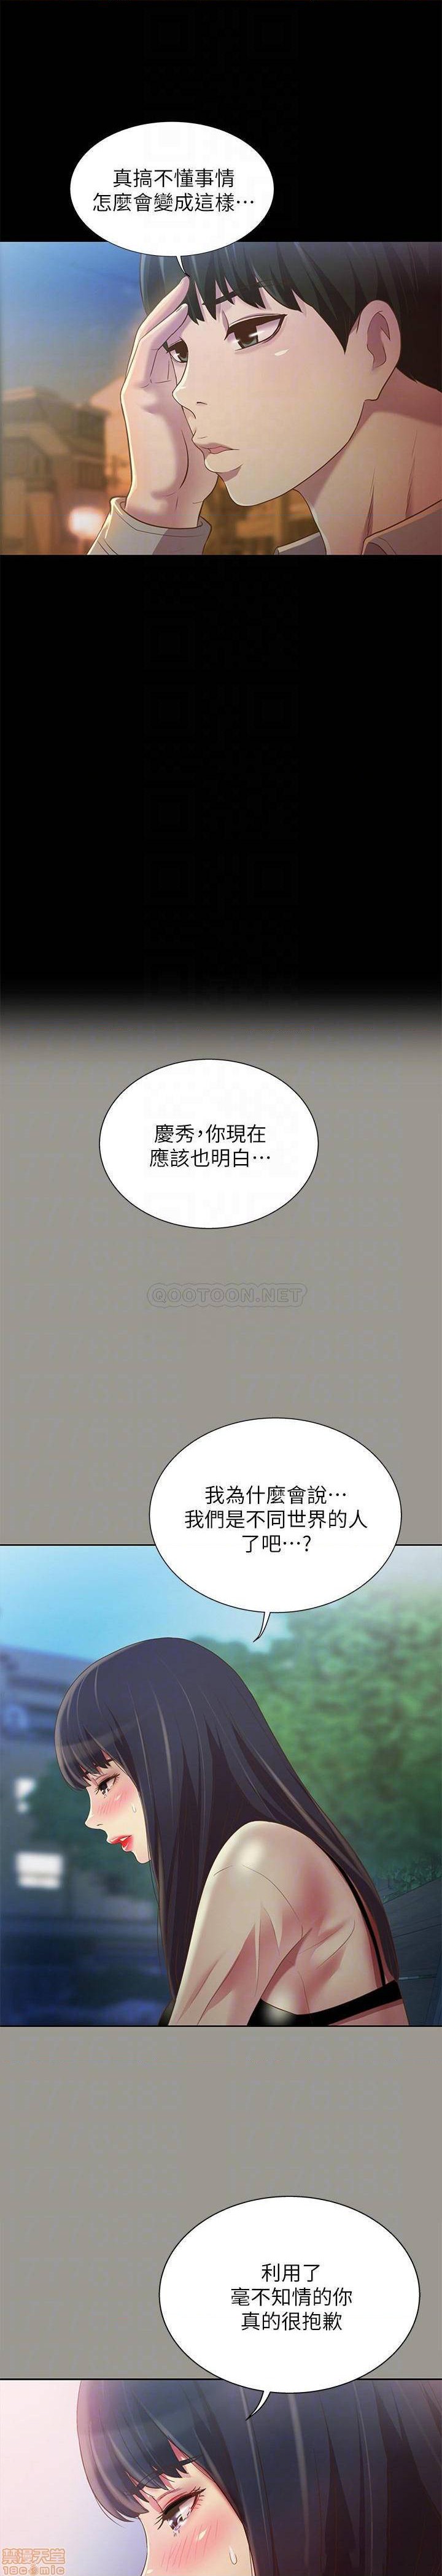 真搞不懂事情
怎麼會變成這樣⋯
慶秀，你現在
應該也明白⋯
QOOTOON.NET
我為什麼會說⋯
我們是不同世界的人
了吧⋯?
利用了
毫不知情的你
真的很抱歉
禁漫天堂
18comic